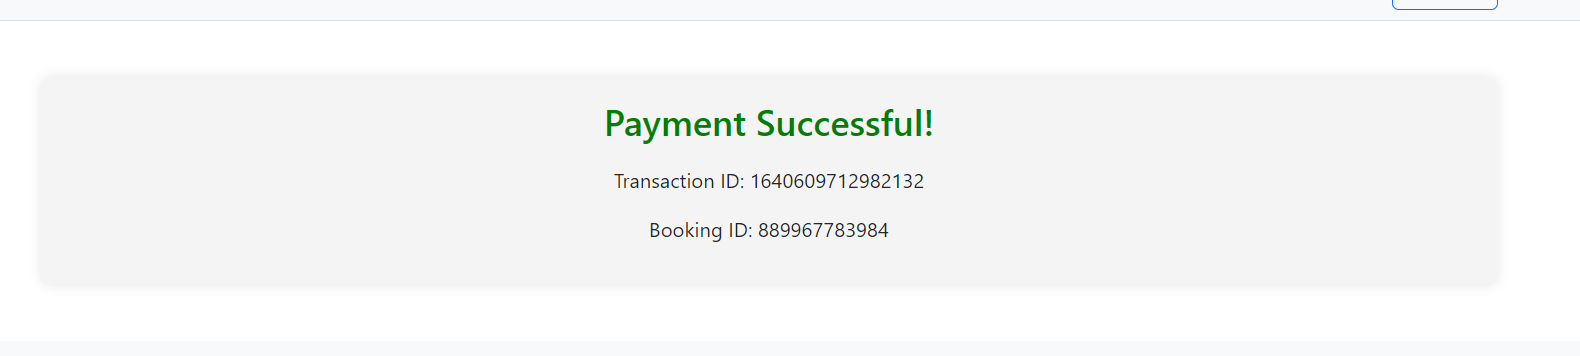 Payment Successful!
Transaction ID: 1640609712982132
Booking ID: 889967783984